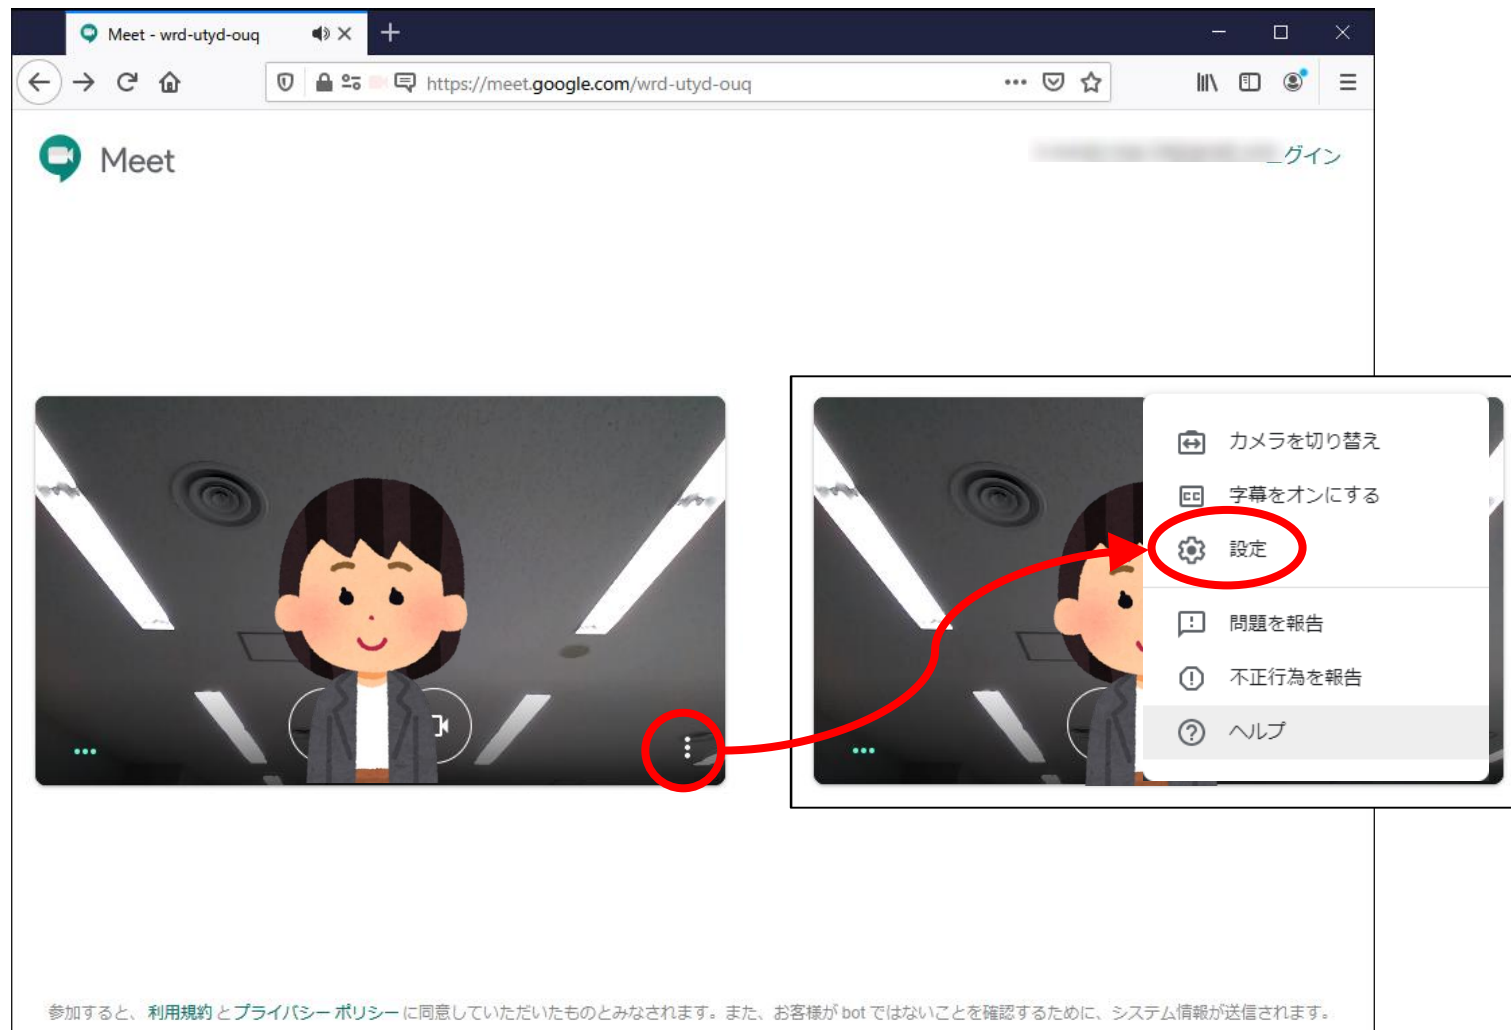 Meet - wrd-utyd-ouq
https://meet.google.com/wrd-utyd-ouq
Meet
グイン
カメラを切り替え
CC 字幕をオンにする
設定
問題を報告
不正行為を報告
ヘルプ
参加すると、利用規約とプライバシー ポリシーに同意していただいたものとみなされます。また、お客様が bot ではないことを確認するために、システム情報が送信されます。